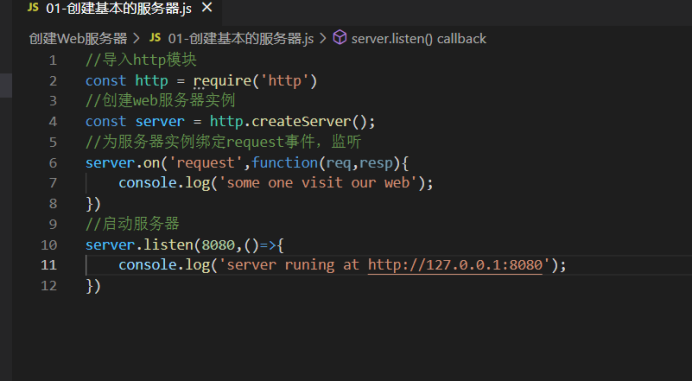 JS 01-创建基本的服务器.js ×
创建Web服务器 > JS 01-创建基本的服务器.js > server.listen() callback
1 //导入http模块
2 const http = require('http')
3 //创建web服务器实例
4 const server = http.createServer();
5 //为服务器实例绑定request事件，监听
6 server.on('request',function(req,resp){
7 console.log('some one visit our web');
8 })
9 //启动服务器
10 server.listen(8080,()=>{
11 console.log('server runing at http://127.0.0.1:8080');
12 })